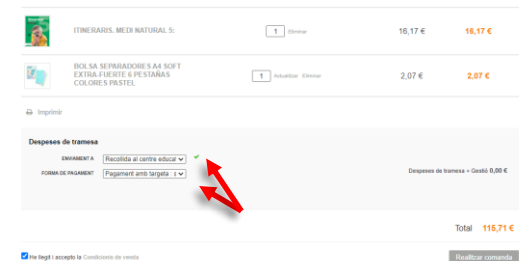 ITINERARIS. MEDI NATURAL 5:
1 Eliminar
16,17 € 16,17 €
BOLSA SEPARADORES A4 SOFT
EXTRA-FUERTE 6 PESTAÑAS
COLORES PASTEL
1 Actualitzar Eliminar
2,07 € 2,07 €
Imprimir
Despeses de tramesa
ENVIAMENT A Recollida al centre educat
FORMA DE PAGAMENT Pagament amb targeta
Despeses de tramesa + Gestió 0,00 €
Total 115,71 €
He llegit i accepto la Condicions de venda
Realitzar comanda